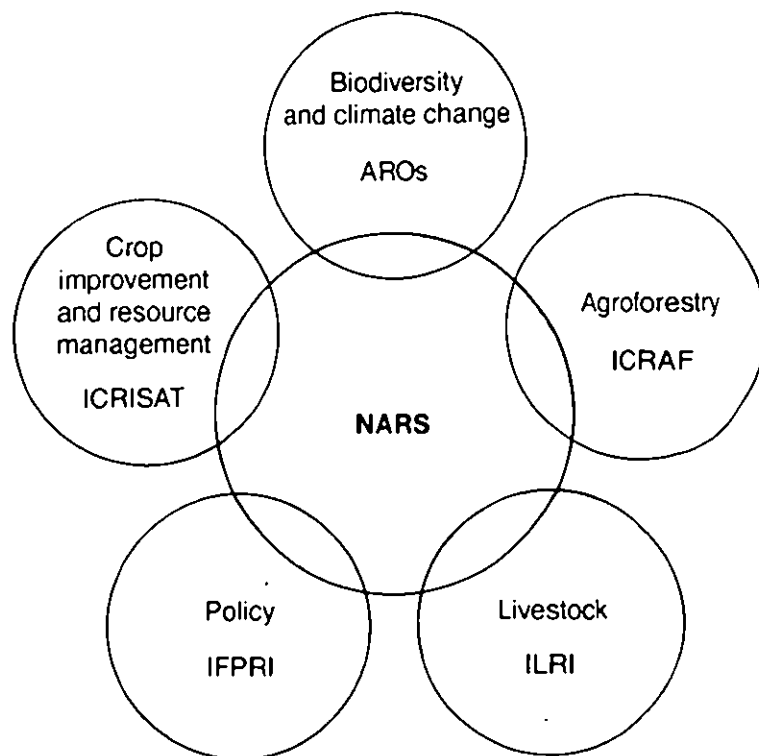 Biodiversity
and climate change
AROs
Crop
improvement
and resource
management
ICRISAT
Agroforestry
ICRAF
NARS
Policy
IFPRI
Livestock
ILRI